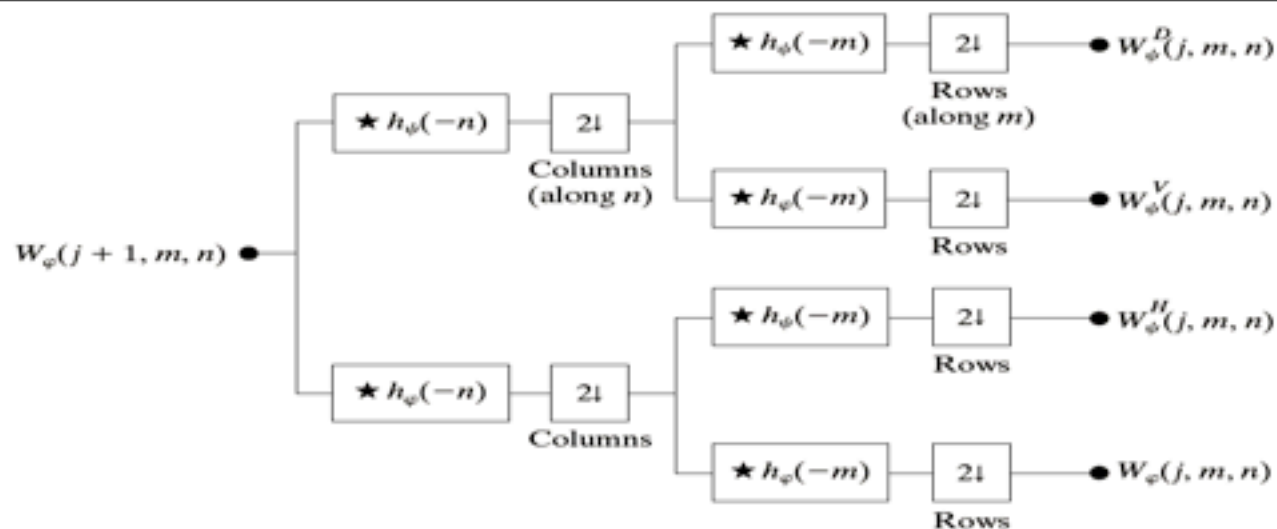 ★ h_ψ(−m) 2↓ W_ψ^D(j, m, n)
Rows
(along m)
★ h_ψ(−n) 2↓
Columns
(along n)
★ h_φ(−m) 2↓ W_ψ^V(j, m, n)
Rows
W_φ(j + 1, m, n)
★ h_ψ(−m) 2↓ W_ψ^H(j, m, n)
Rows
★ h_φ(−n) 2↓
Columns
★ h_φ(−m) 2↓ W_φ(j, m, n)
Rows